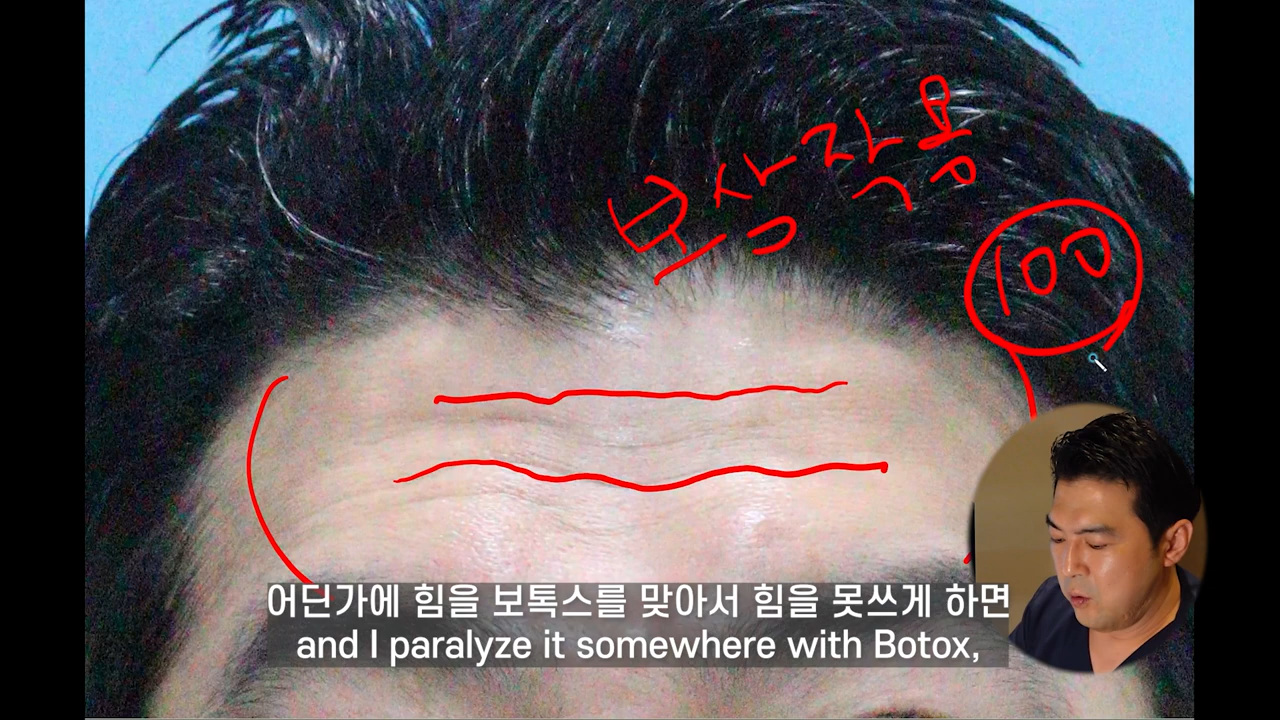 보상작용
100
어딘가에 힘을 보톡스를 맞아서 힘을 못쓰게 하면
and I paralyze it somewhere with Botox,